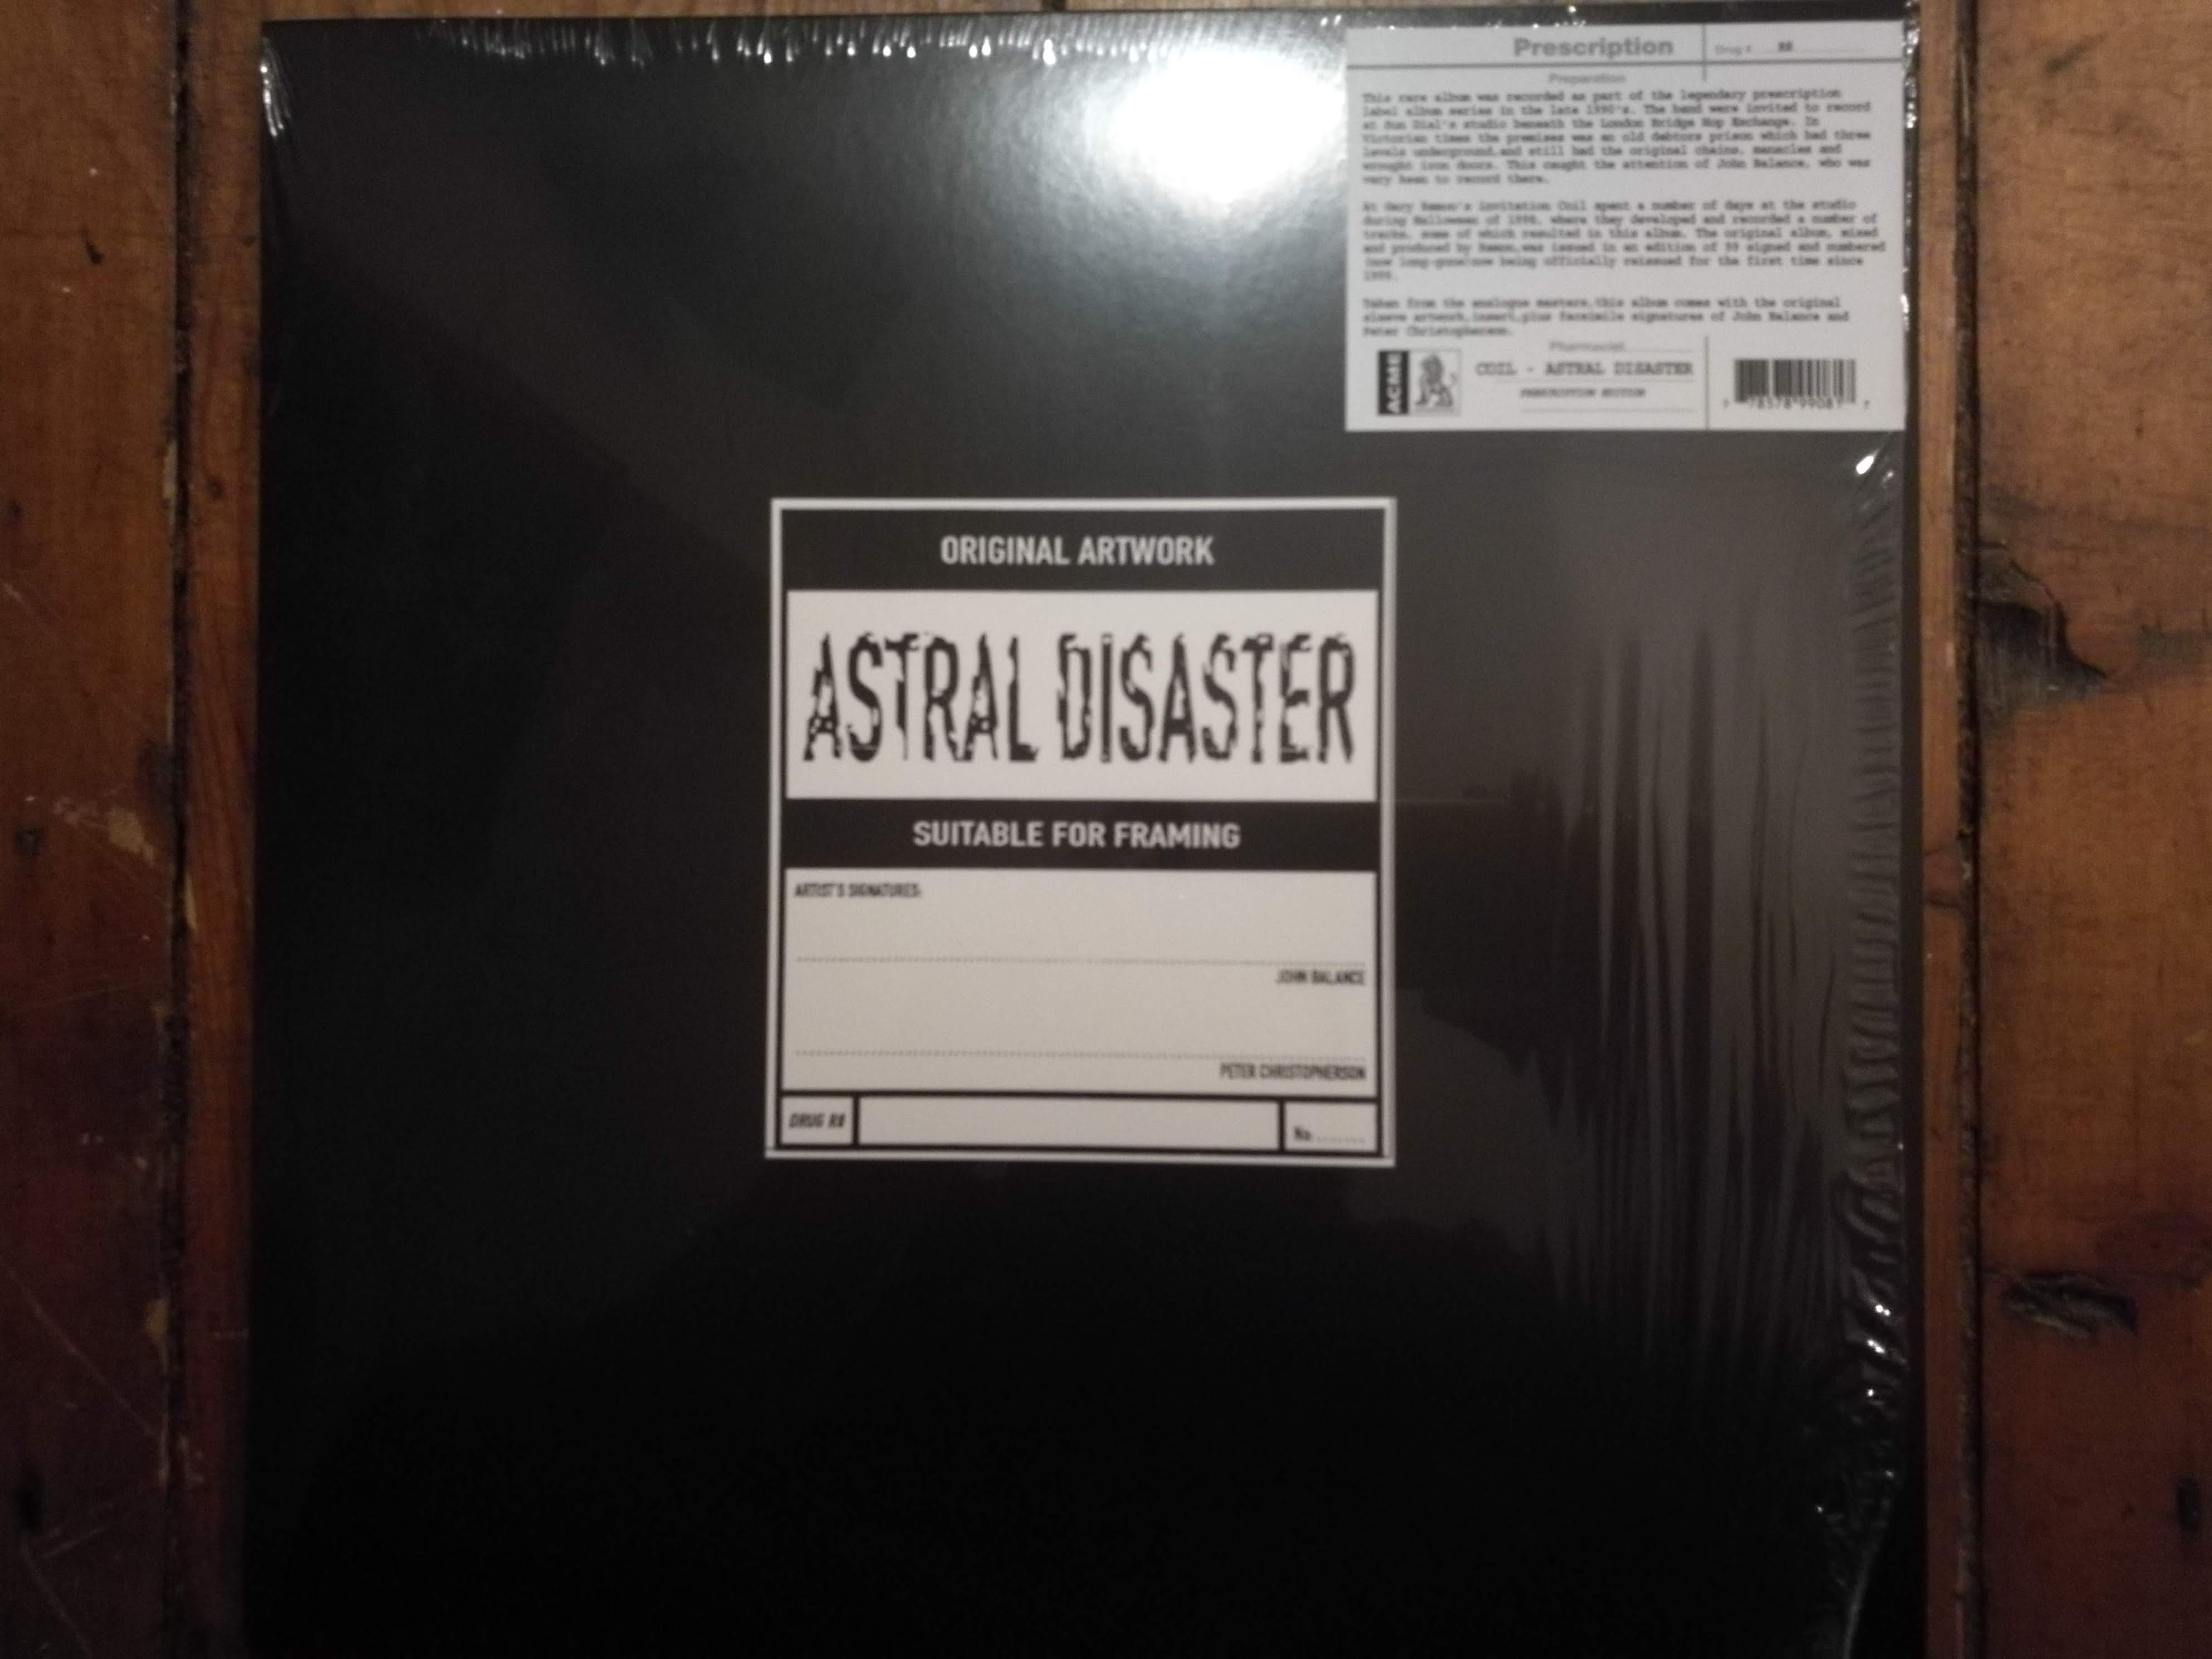 Prescription
Drug # R8
Preparation
This rare album was recorded as part of the legendary prescription
label album series in the late 1990's. The band were invited to record
at Sun Dial's studio beneath the London Bridge Hop Exchange. In
Victorian times the premises was an old debtors prison which had three
levels underground,and still had the original chains, manacles and
wrought iron doors. This caught the attention of John Balance, who was
very keen to record there.
At Gary Ramon's invitation Coil spent a number of days at the studio
during Halloween of 1998, where they developed and recorded a number of
tracks, some of which resulted in this album. The original album, mixed
and produced by Ramon,was issued in an edition of 99 signed and numbered
now being officially reissued for the first time since
1999.
Taken from the analogue masters,this album comes with the original
sleeve artwork,insert,plus facsimile signatures of John Balance and
Peter Christopherson.
Pharmacist
ACME
COIL - ASTRAL DISASTER
PRESCRIPTION EDITION
7 78578 99081 7
ORIGINAL ARTWORK
ASTRAL DISASTER
SUITABLE FOR FRAMING
ARTIST'S SIGNATURES:
JOHN BALANCE
PETER CHRISTOPHERSON
DRUG R8
No.........